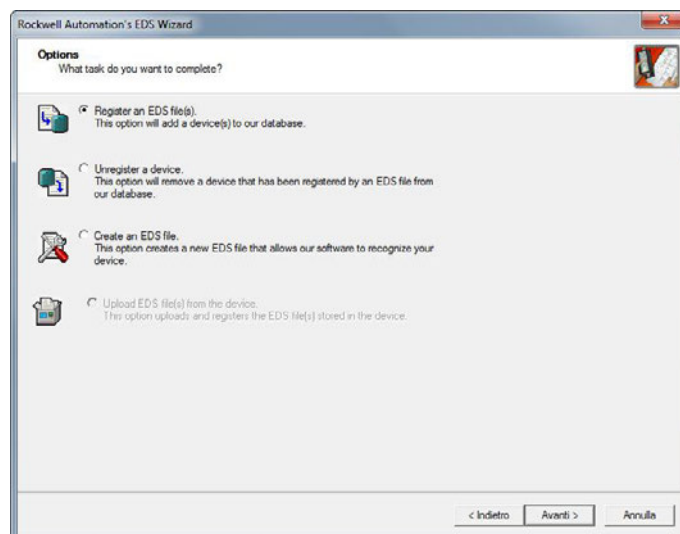 Rockwell Automation's EDS Wizard
Options
What task do you want to complete?
Register an EDS file(s).
This option will add a device(s) to our database.
Unregister a device.
This option will remove a device that has been registered by an EDS file from
our database.
Create an EDS file.
This option creates a new EDS file that allows our software to recognize your
device.
Upload EDS file(s) from the device.
This option uploads and registers the EDS file(s) stored in the device.
< Indietro
Avanti >
Annulla